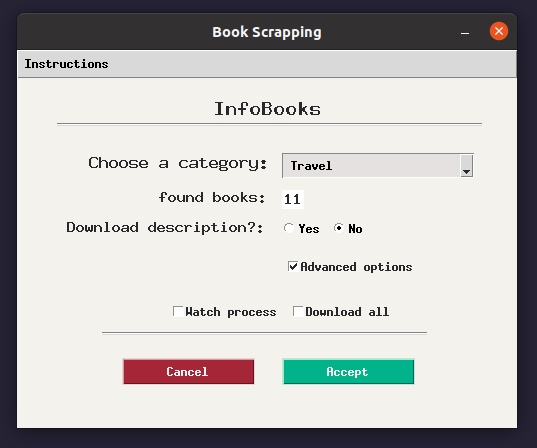 Book Scrapping
Instructions
InfoBooks
Choose a category: Travel
found books: 11
Download description?: Yes No
Advanced options
Watch process Download all
Cancel Accept